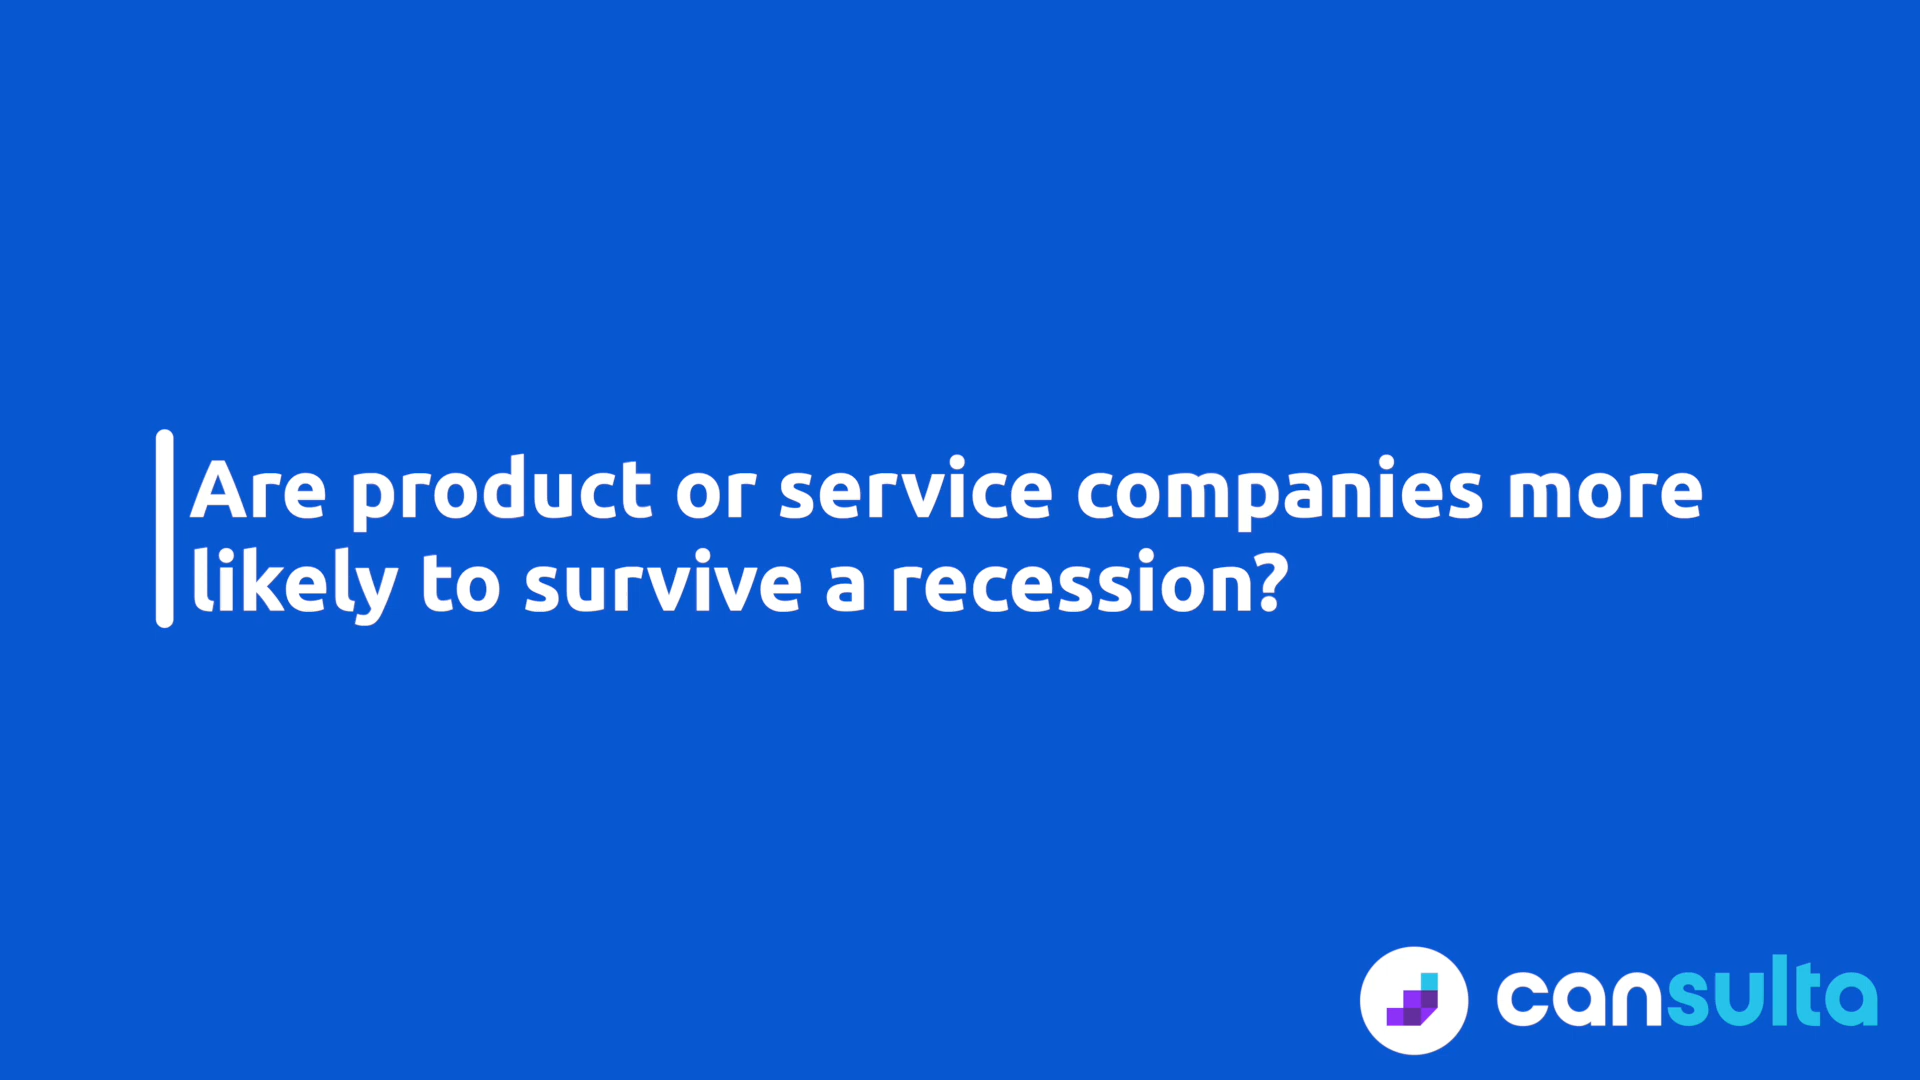 Are product or service companies more
likely to survive a recession?
cansulta